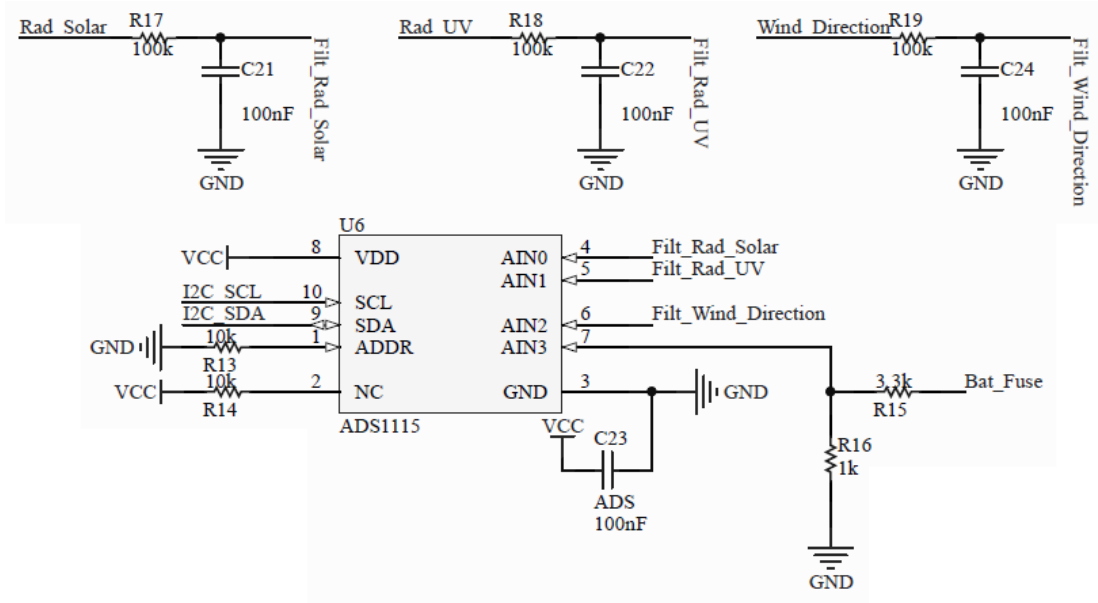 Rad_Solar R17
100k
C21
100nF
GND
Filt_Rad_Solar
Rad_UV R18
100k
C22
100nF
GND
Filt_Rad_UV
Wind_Direction R19
100k
C24
100nF
GND
Filt_Wind_Direction
U6
VCC 8 VDD
I2C_SCL 10 SCL
I2C_SDA 9 SDA
GND 10k 1 ADDR
R13
VCC 10k 2 NC
R14
AIN0 4 Filt_Rad_Solar
AIN1 5 Filt_Rad_UV
AIN2 6 Filt_Wind_Direction
AIN3 7
GND 3 GND
ADS1115
VCC C23
ADS
100nF
3.3k Bat_Fuse
R15
R16
1k
GND